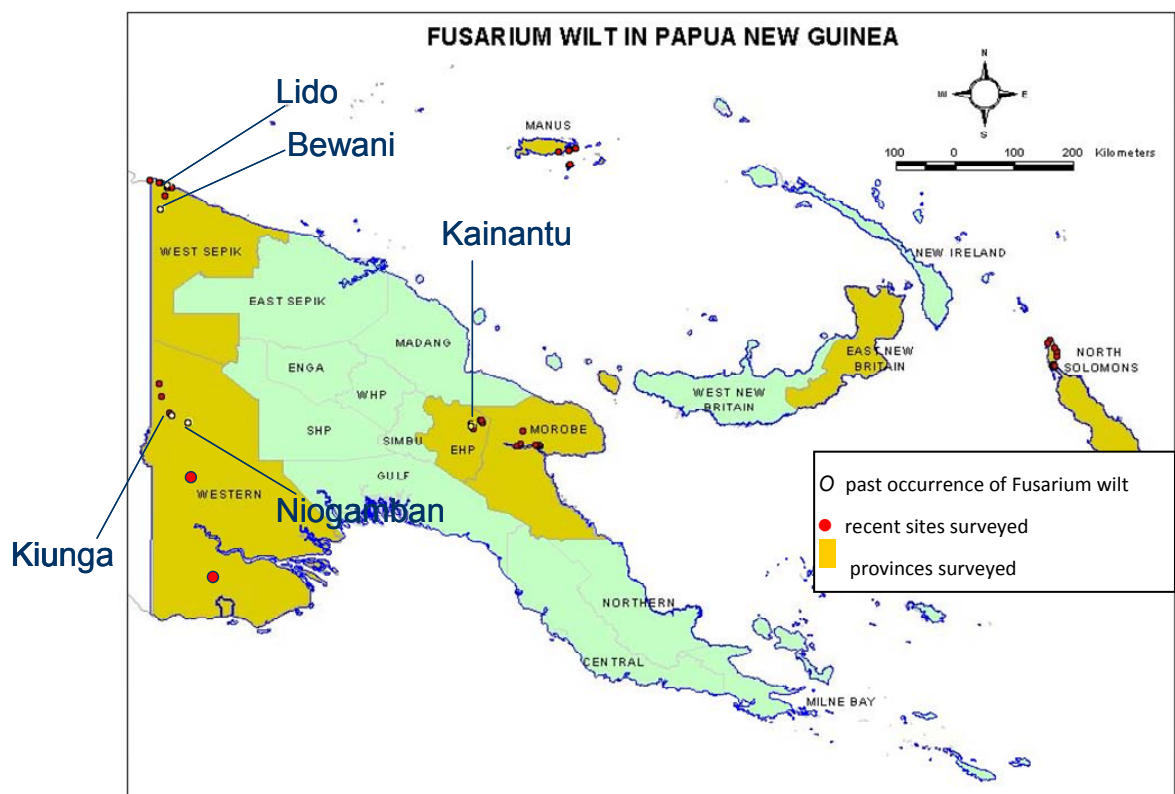 FUSARIUM WILT IN PAPUA NEW GUINEA
N
W E
S
100 0 100 200 Kilometers
Lido
Bewani
MANUS
Kainantu
WEST SEPIK
NEW IRELAND
EAST SEPIK
MADANG
ENGA
WHP
EAST NEW
BRITAIN
NORTH
SOLOMONS
WEST NEW
BRITAIN
SHP
SIMBU
EHP
MOROBE
GULF
WESTERN
Niogamban
Kiunga
O past occurrence of Fusarium wilt
recent sites surveyed
provinces surveyed
NORTHERN
CENTRAL
MILNE BAY